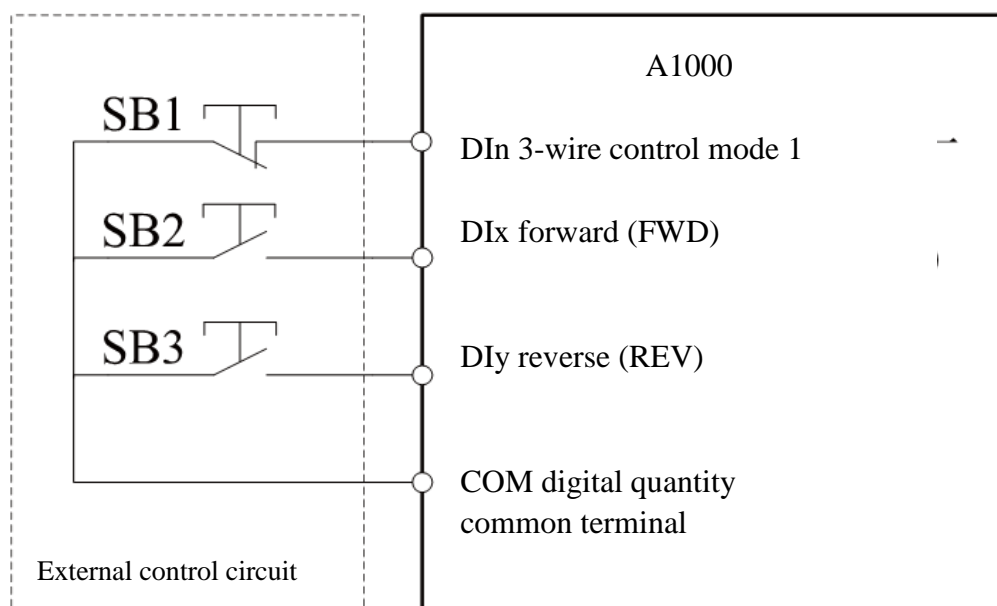 A1000
SB1
DIn 3-wire control mode 1
SB2
DIx forward (FWD)
SB3
DIy reverse (REV)
COM digital quantity
common terminal
External control circuit